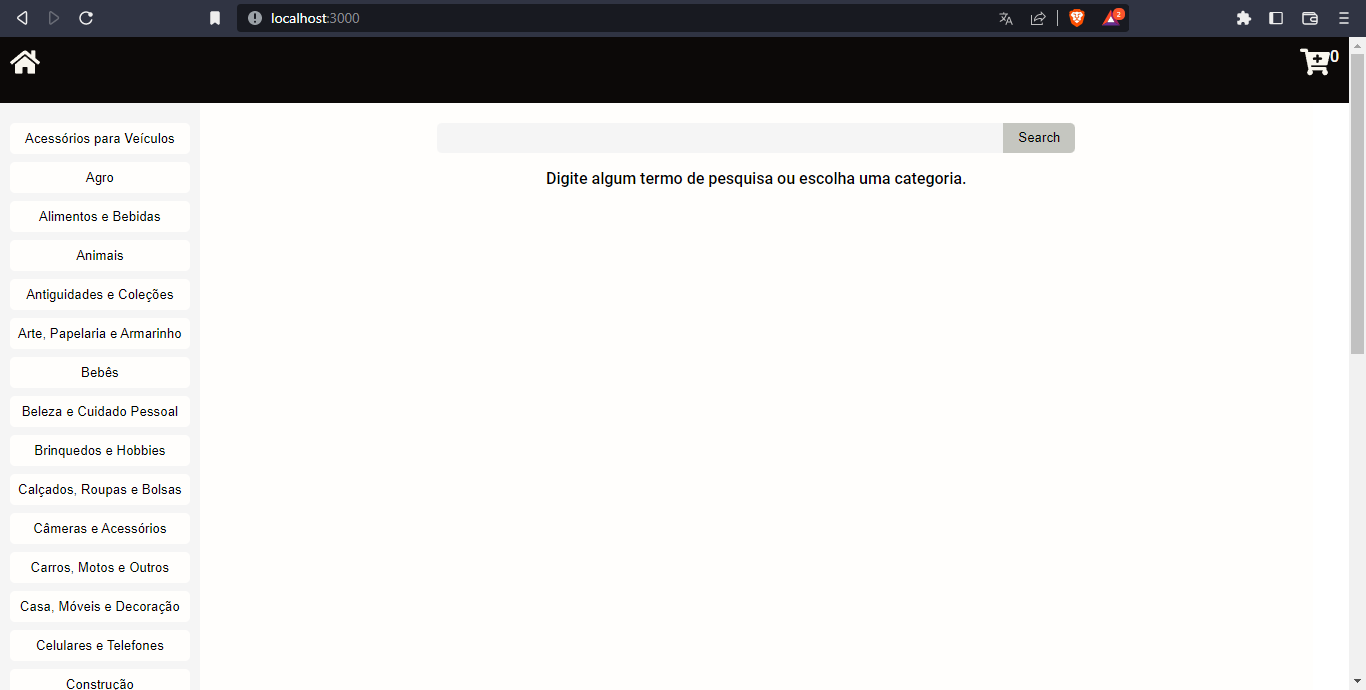 localhost:3000
2
0
Search
Digite algum termo de pesquisa ou escolha uma categoria.
Acessórios para Veículos
Agro
Alimentos e Bebidas
Animais
Antiguidades e Coleções
Arte, Papelaria e Armarinho
Bebês
Beleza e Cuidado Pessoal
Brinquedos e Hobbies
Calçados, Roupas e Bolsas
Câmeras e Acessórios
Carros, Motos e Outros
Casa, Móveis e Decoração
Celulares e Telefones
Construção